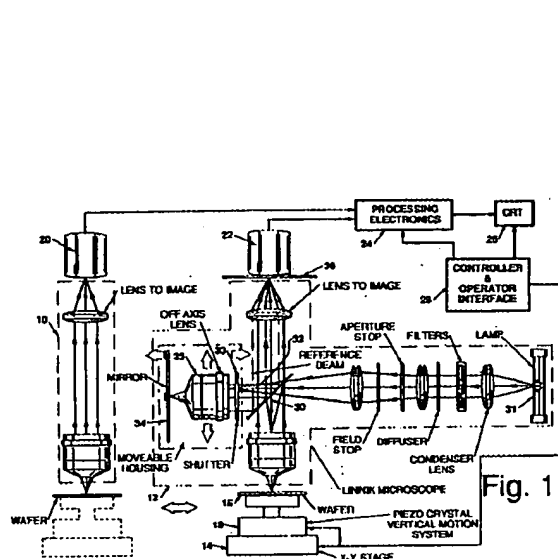 PROCESSING
ELECTRONICS
CRT
20
22
24
25
36
LENS TO IMAGE
LENS TO IMAGE
CONTROLLER
& OPERATOR
INTERFACE
28
10
OFF AXIS
LENS
32
REFERENCE
BEAM
APERTURE
STOP
FILTERS
LAMP
MIRROR
30
31
34
MOVEABLE
HOUSING
SHUTTER
FIELD
STOP
DIFFUSER
CONDENSER
LENS
12
LINNIK MICROSCOPE
WAFER
16
WAFER
Fig. 1
18
PIEZO CRYSTAL
VERTICAL MOTION
SYSTEM
14
X-Y STAGE